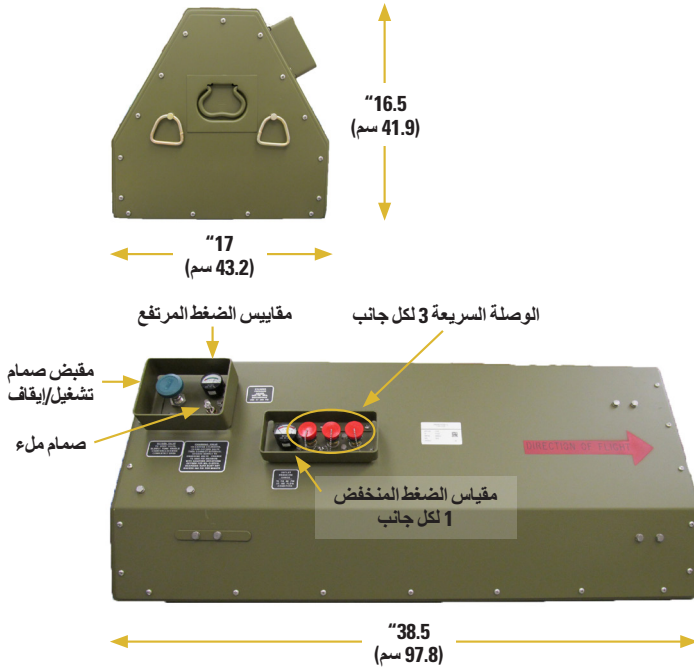 16.5“
(41.9 سم)
17“
(43.2 سم)
مقاييس الضغط المرتفع
الوصلة السريعة 3 لكل جانب
مقبض صمام
تشغيل/إيقاف
صمام ملء
DIRECTION OF FLIGHT
مقياس الضغط المنخفض
1 لكل جانب
38.5“
(97.8 سم)